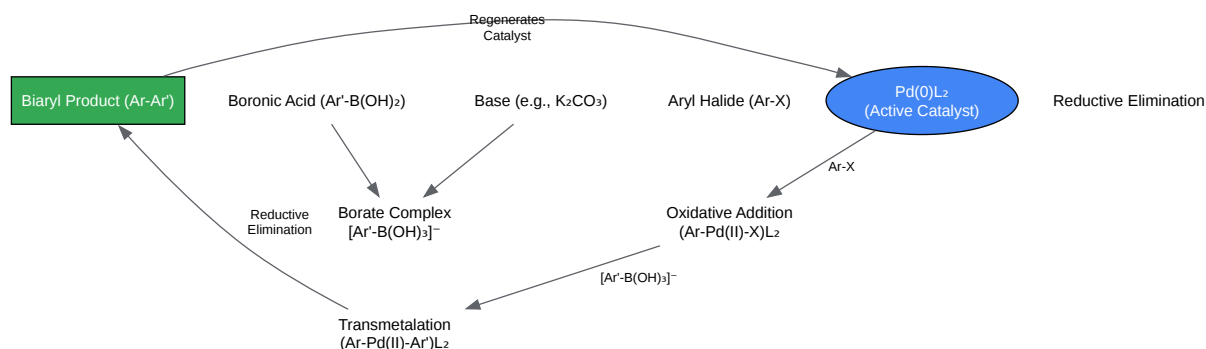 Regenerates
Catalyst
Biaryl Product (Ar-Ar')
Boronic Acid (Ar'-B(OH)₂)
Base (e.g., K₂CO₃)
Aryl Halide (Ar-X)
Pd(0)L₂
(Active Catalyst)
Reductive Elimination
Ar-X
Reductive
Elimination
Borate Complex
[Ar'-B(OH)₃]⁻
Oxidative Addition
(Ar-Pd(II)-X)L₂
[Ar'-B(OH)₃]⁻
Transmetalation
(Ar-Pd(II)-Ar')L₂